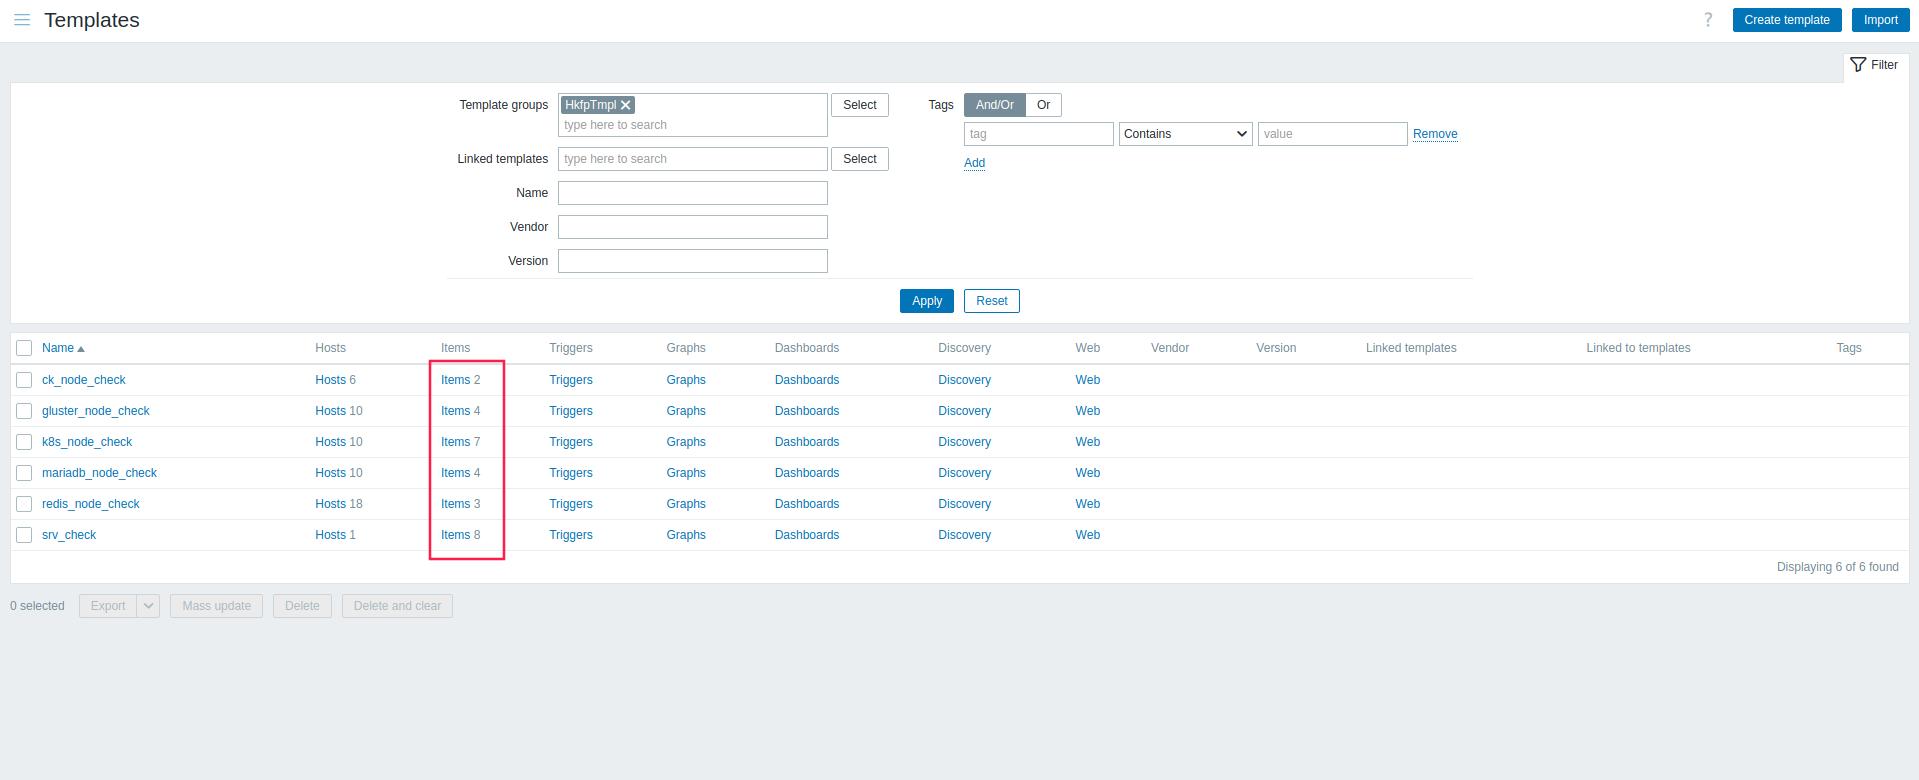 Templates ? Create template Import
Filter
Template groups HkfpTmpl type here to search Select Tags And/Or Or
tag Contains value Remove
Linked templates type here to search Select Add
Name
Vendor
Version
Apply Reset
Name Hosts Items Triggers Graphs Dashboards Discovery Web Vendor Version Linked templates Linked to templates Tags
ck_node_check Hosts 6 Items 2 Triggers Graphs Dashboards Discovery Web
gluster_node_check Hosts 10 Items 4 Triggers Graphs Dashboards Discovery Web
k8s_node_check Hosts 10 Items 7 Triggers Graphs Dashboards Discovery Web
mariadb_node_check Hosts 10 Items 4 Triggers Graphs Dashboards Discovery Web
redis_node_check Hosts 18 Items 3 Triggers Graphs Dashboards Discovery Web
srv_check Hosts 1 Items 8 Triggers Graphs Dashboards Discovery Web
Displaying 6 of 6 found
0 selected Export Mass update Delete Delete and clear